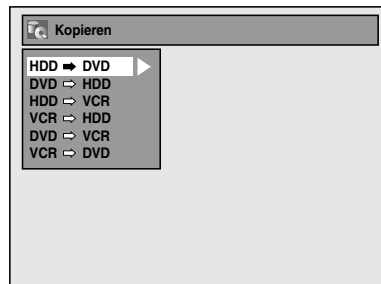 Kopieren
HDD ➡ DVD
DVD ⇨ HDD
HDD ⇨ VCR
VCR ⇨ HDD
DVD ⇨ VCR
VCR ⇨ DVD